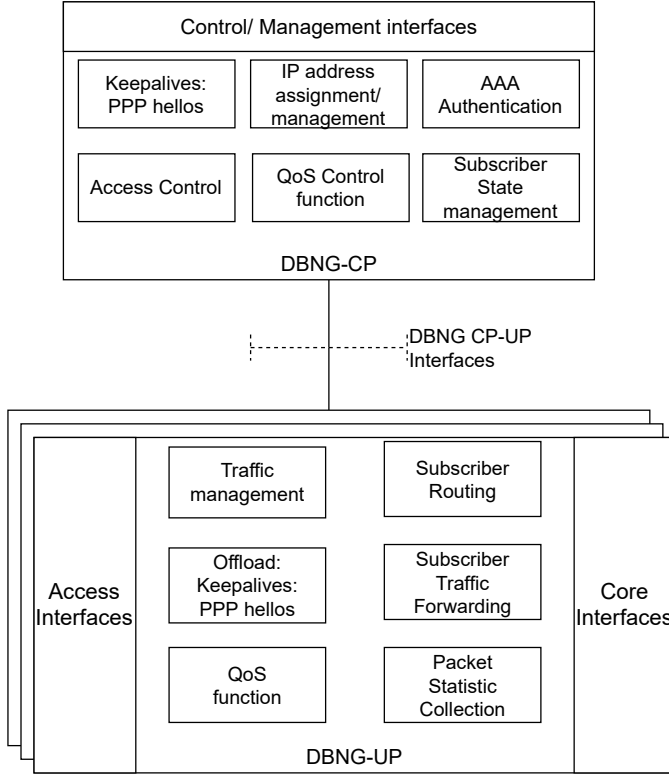 Control/ Management interfaces
Keepalives:
PPP hellos
IP address
assignment/
management
AAA
Authentication
Access Control
QoS Control
function
Subscriber
State
management
DBNG-CP
DBNG CP-UP
Interfaces
Access
Interfaces
Traffic
management
Subscriber
Routing
Offload:
Keepalives:
PPP hellos
Subscriber
Traffic
Forwarding
QoS
function
Packet
Statistic
Collection
Core
Interfaces
DBNG-UP